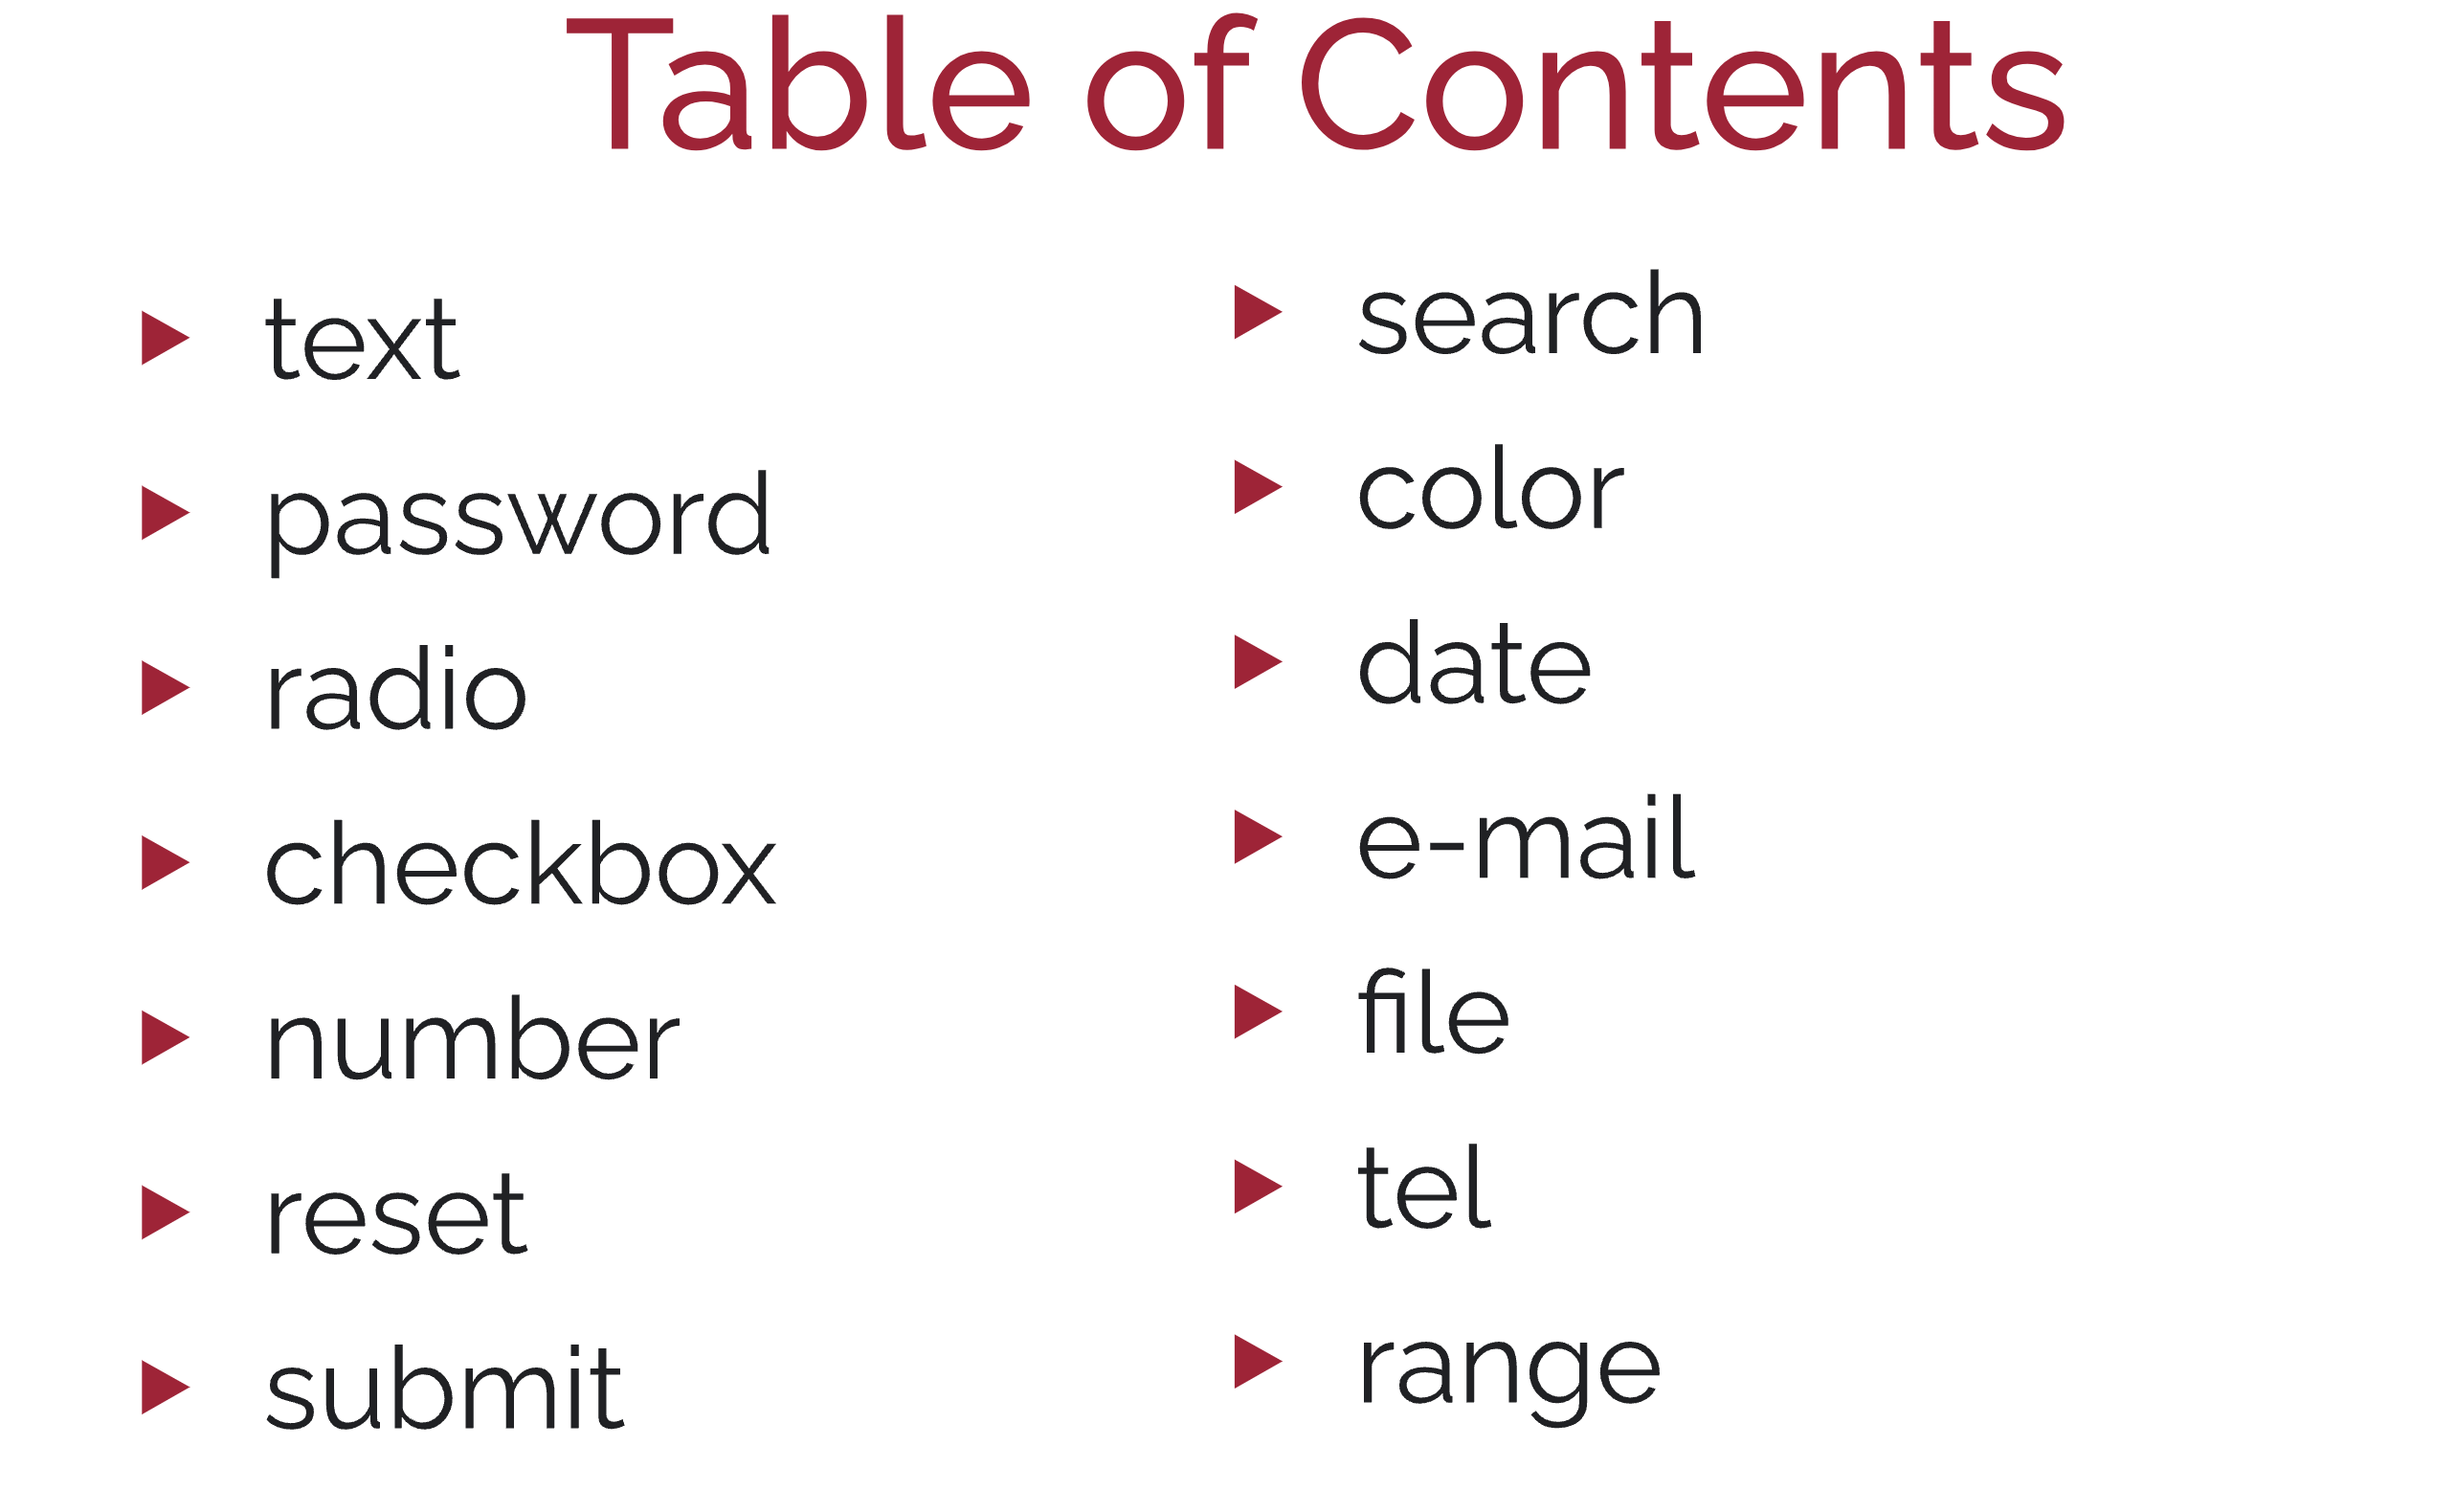 Table of Contents
text
password
radio
checkbox
number
reset
submit
search
color
date
e-mail
file
tel
range